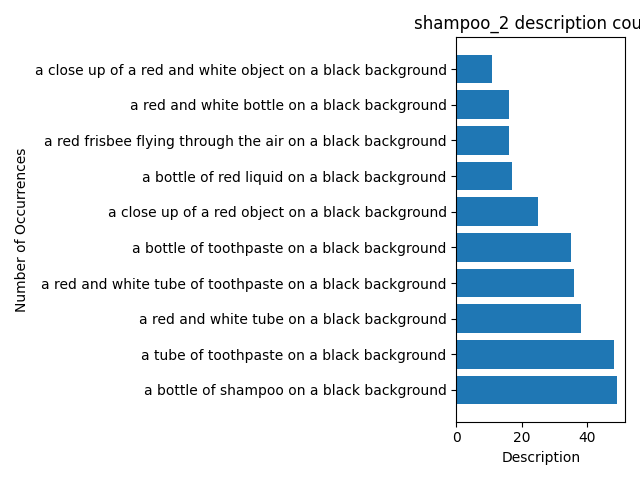 shampoo_2 description cou
a close up of a red and white object on a black background
a red and white bottle on a black background
a red frisbee flying through the air on a black background
a bottle of red liquid on a black background
a close up of a red object on a black background
a bottle of toothpaste on a black background
a red and white tube of toothpaste on a black background
a red and white tube on a black background
a tube of toothpaste on a black background
a bottle of shampoo on a black background
Number of Occurrences
0 20 40
Description